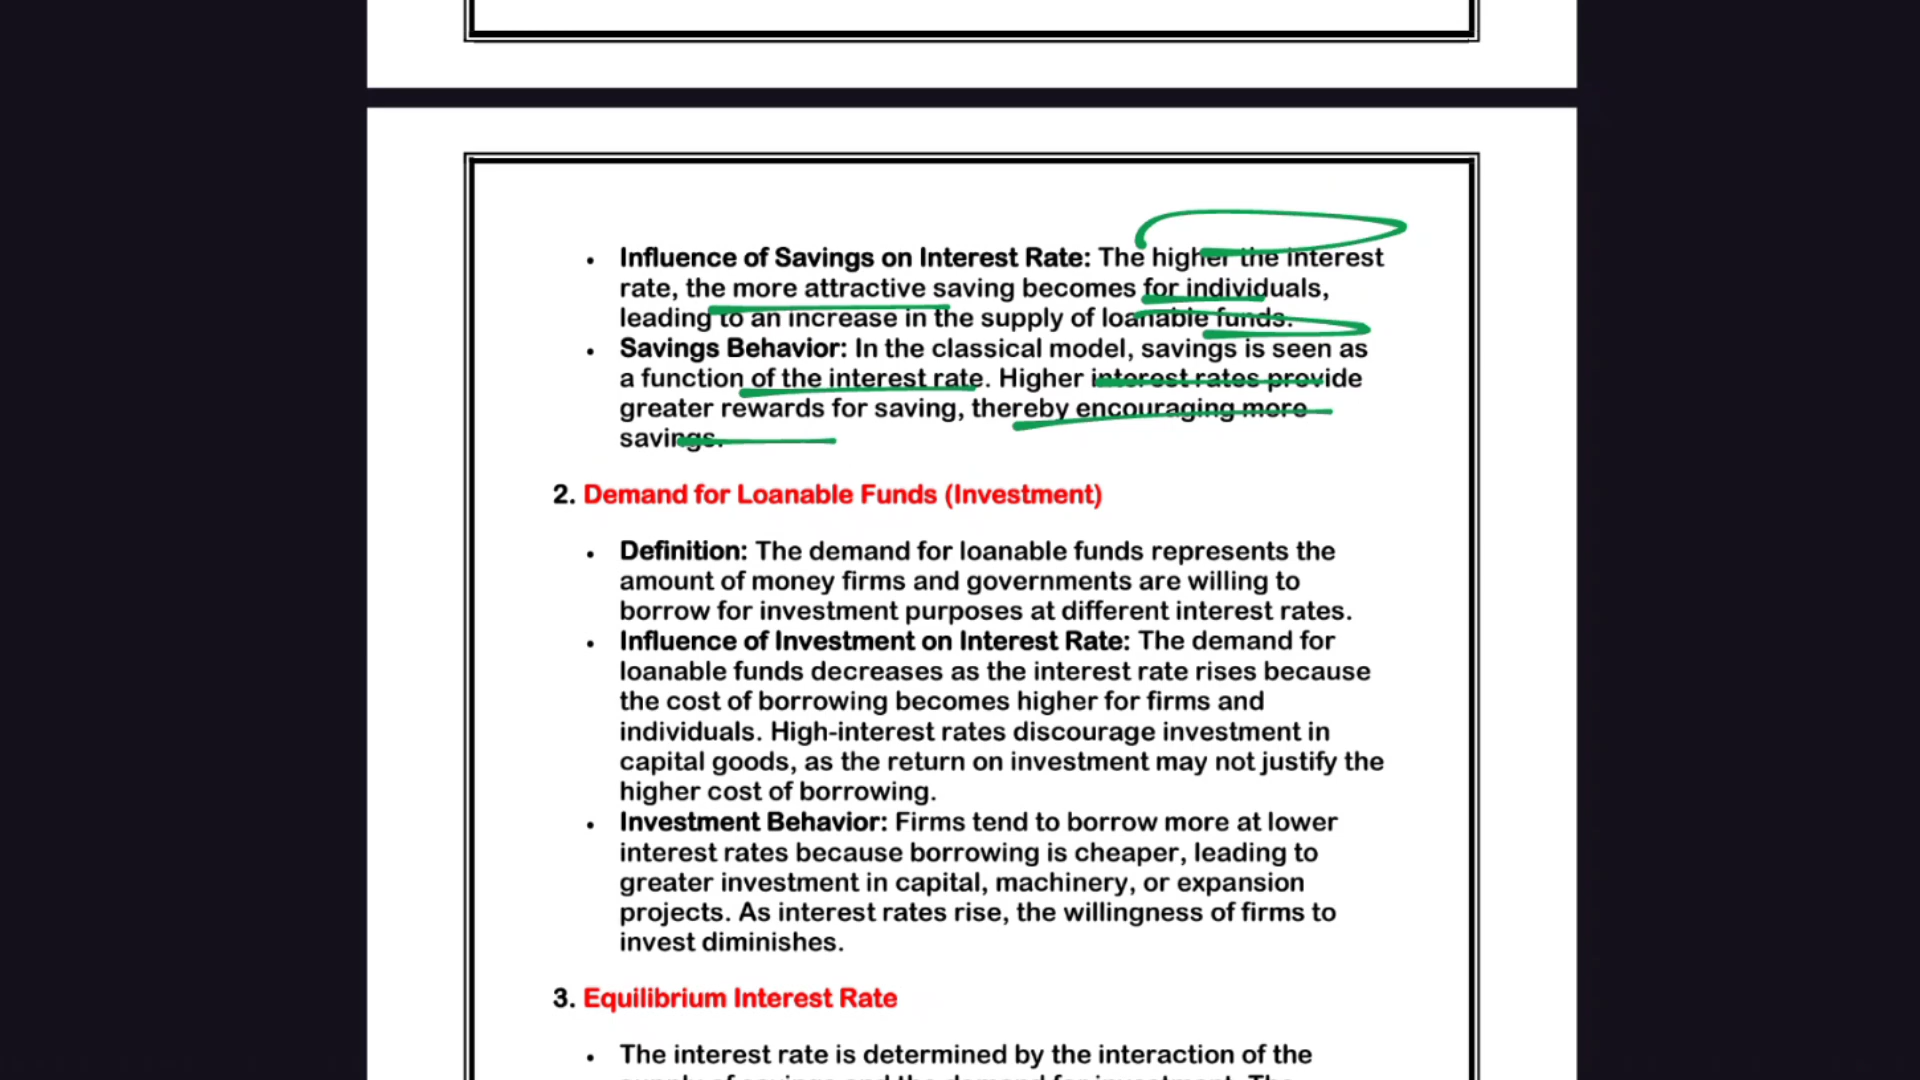 • Influence of Savings on Interest Rate: The higher the interest
rate, the more attractive saving becomes for individuals,
leading to an increase in the supply of loanable funds.
• Savings Behavior: In the classical model, savings is seen as
a function of the interest rate. Higher interest rates provide
greater rewards for saving, thereby encouraging more
savings.
2. Demand for Loanable Funds (Investment)
• Definition: The demand for loanable funds represents the
amount of money firms and governments are willing to
borrow for investment purposes at different interest rates.
• Influence of Investment on Interest Rate: The demand for
loanable funds decreases as the interest rate rises because
the cost of borrowing becomes higher for firms and
individuals. High-interest rates discourage investment in
capital goods, as the return on investment may not justify the
higher cost of borrowing.
• Investment Behavior: Firms tend to borrow more at lower
interest rates because borrowing is cheaper, leading to
greater investment in capital, machinery, or expansion
projects. As interest rates rise, the willingness of firms to
invest diminishes.
3. Equilibrium Interest Rate
• The interest rate is determined by the interaction of the
supply of savings and the demand for investment. The